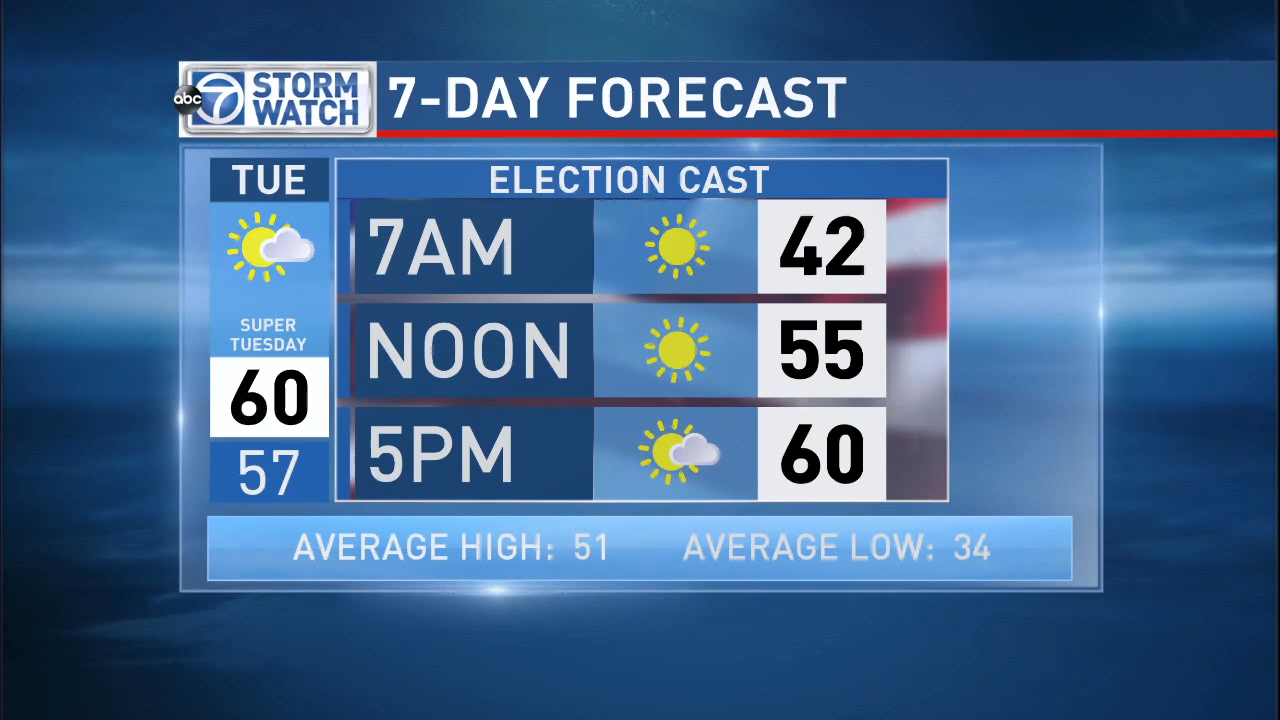 abc 7 STORM
WATCH
7-DAY FORECAST
TUE
SUPER
TUESDAY
60
57
ELECTION CAST
7AM 42
NOON 55
5PM 60
AVERAGE HIGH: 51 AVERAGE LOW: 34